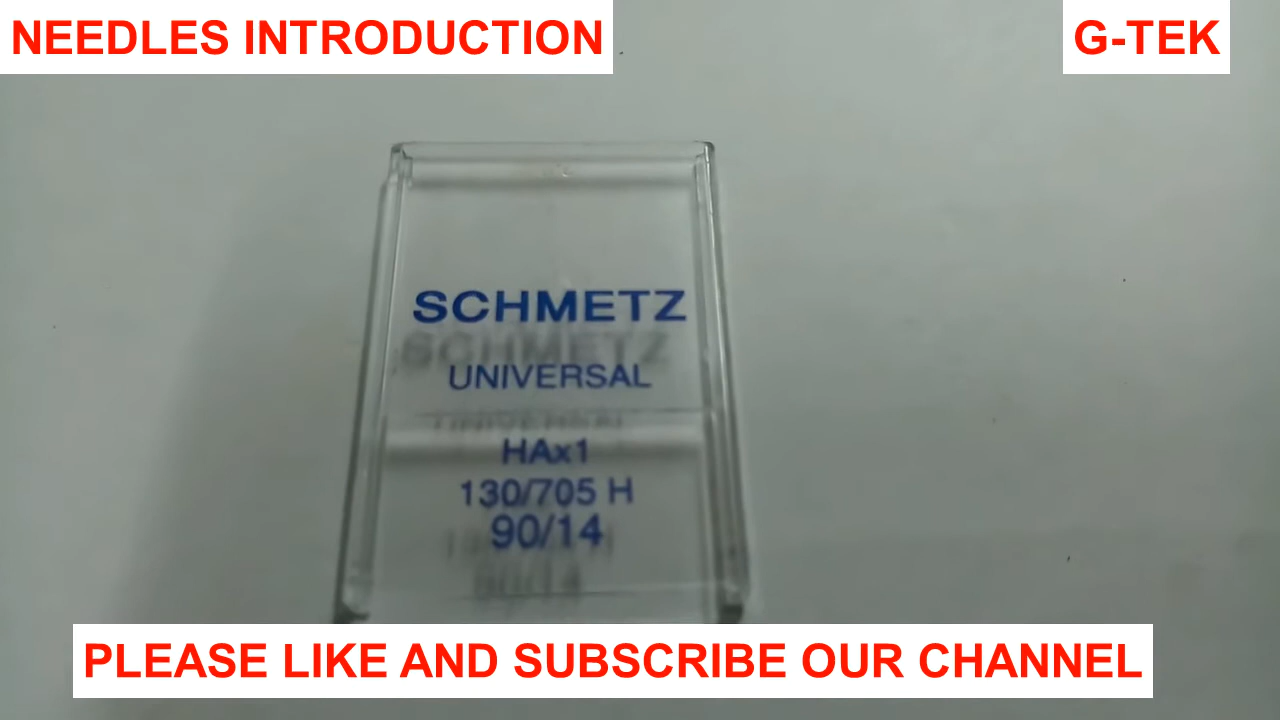 NEEDLES INTRODUCTION
G-TEK
SCHMETZ
UNIVERSAL
HAx1
130/705 H
90/14
PLEASE LIKE AND SUBSCRIBE OUR CHANNEL